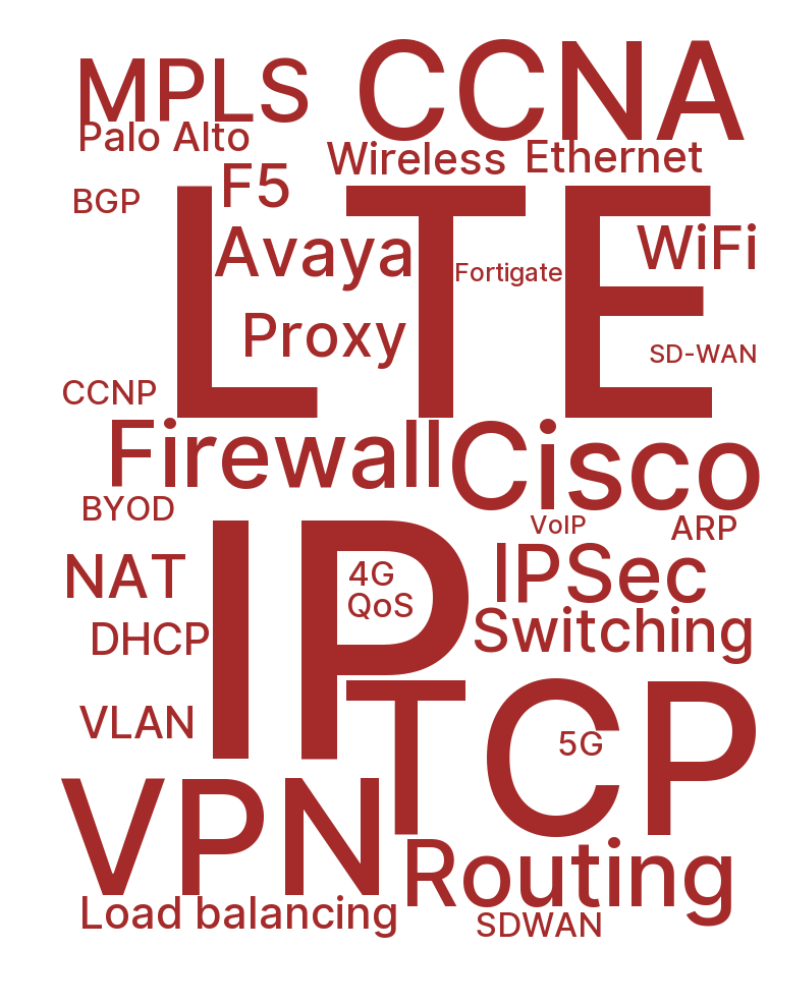 MPLS
CCNA
Palo Alto
Wireless
Ethernet
F5
BGP
LTE
Avaya
WiFi
Fortigate
Proxy
SD-WAN
CCNP
Firewall
Cisco
BYOD
VoIP
ARP
IP
NAT
4G
IPSec
QoS
Switching
DHCP
VLAN
TCP
5G
VPN
Routing
Load balancing
SDWAN